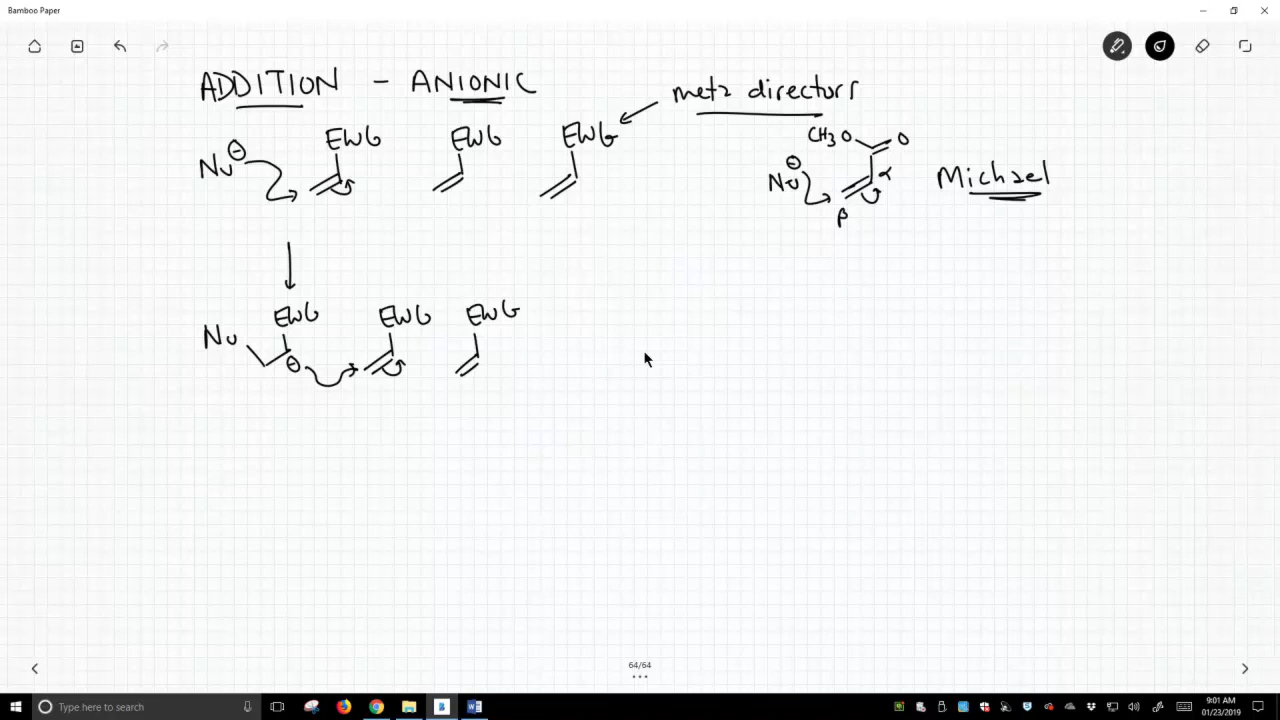 Bamboo Paper
ADDITION - ANIONIC
meta directors
Nu⊖ EWG EWG EWG
CH3O O
Nu⊖ α Michael
β
Nu EWG EWG EWG
⊖
64/64
Type here to search
9:01 AM
01/23/2019